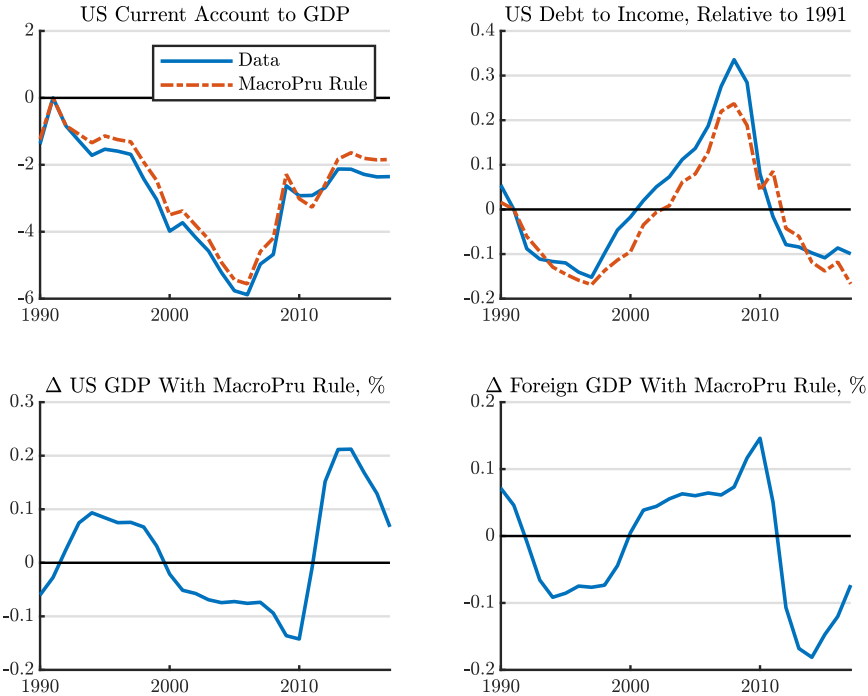 US Current Account to GDP
2
0
-2
-4
-6
1990 2000 2010
Data
MacroPru Rule
US Debt to Income, Relative to 1991
0.4
0.3
0.2
0.1
0
-0.1
-0.2
1990 2000 2010
Δ US GDP With MacroPru Rule, %
0.3
0.2
0.1
0
-0.1
-0.2
1990 2000 2010
Δ Foreign GDP With MacroPru Rule, %
0.2
0.1
0
-0.1
-0.2
1990 2000 2010